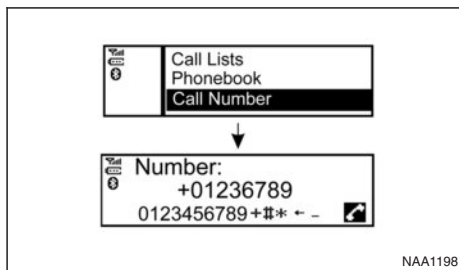 Call Lists
Phonebook
Call Number
Number:
+01236789
0123456789+#* ← –
NAA1198